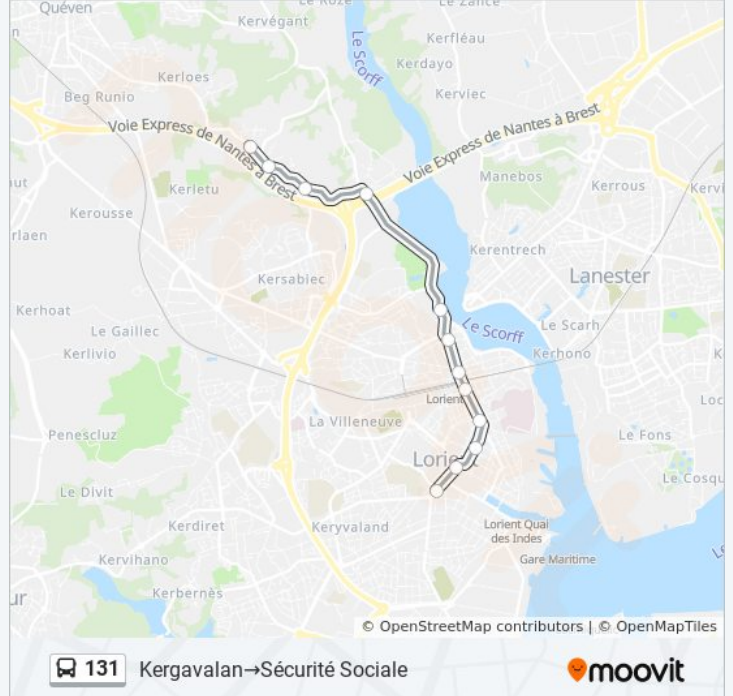 Quéven
Le Roze
Le Zance
Kervégant
Kerfléau
Le Scorff
Kerdayo
Kerloes
Kerviec
Beg Runio
Voie Express de Nantes à Brest
Voie Express de Nantes à Brest
Manebos
Kerletu
Kerrous
Kerousse
Kerentrech
Kersabiec
Lanester
Kerhoat
Le Gaillec
Le Scorff
Le Scarh
Kerlivio
Kerhono
Lorient
La Villeneuve
Penescluz
Le Fons
Lorient
Le Divit
Kerdiret
Keryvaland
Lorient Quai
des Indes
Gare Maritime
Kervihano
Kerbernès
© OpenStreetMap contributors | © OpenMapTiles
131 Kergavalan→Sécurité Sociale
moovit